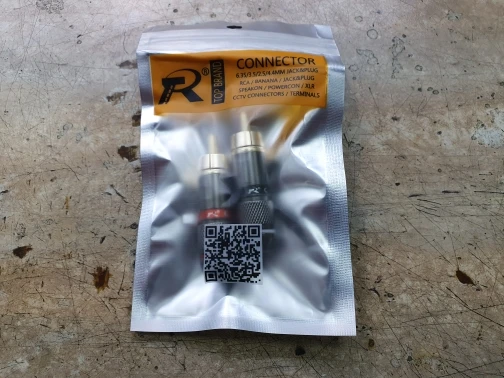 R®
TOP BRAND
CONNECTOR
6.35/3.5/2.5/4.4MM JACK&PLUG
RCA / BANANA / JACK&PLUG
SPEAKON / POWERCON / XLR
CCTV CONNECTORS / TERMINALS